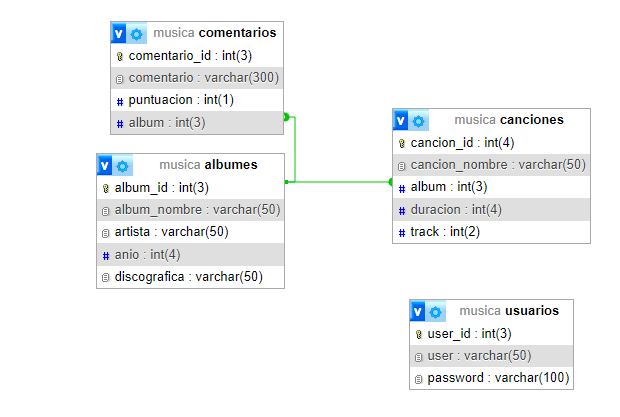 musica comentarios
comentario_id : int(3)
comentario : varchar(300)
# puntuacion : int(1)
# album : int(3)
musica albumes
album_id : int(3)
album_nombre : varchar(50)
artista : varchar(50)
# anio : int(4)
discografica : varchar(50)
musica canciones
cancion_id : int(4)
cancion_nombre : varchar(50)
# album : int(3)
# duracion : int(4)
# track : int(2)
musica usuarios
user_id : int(3)
user : varchar(50)
password : varchar(100)